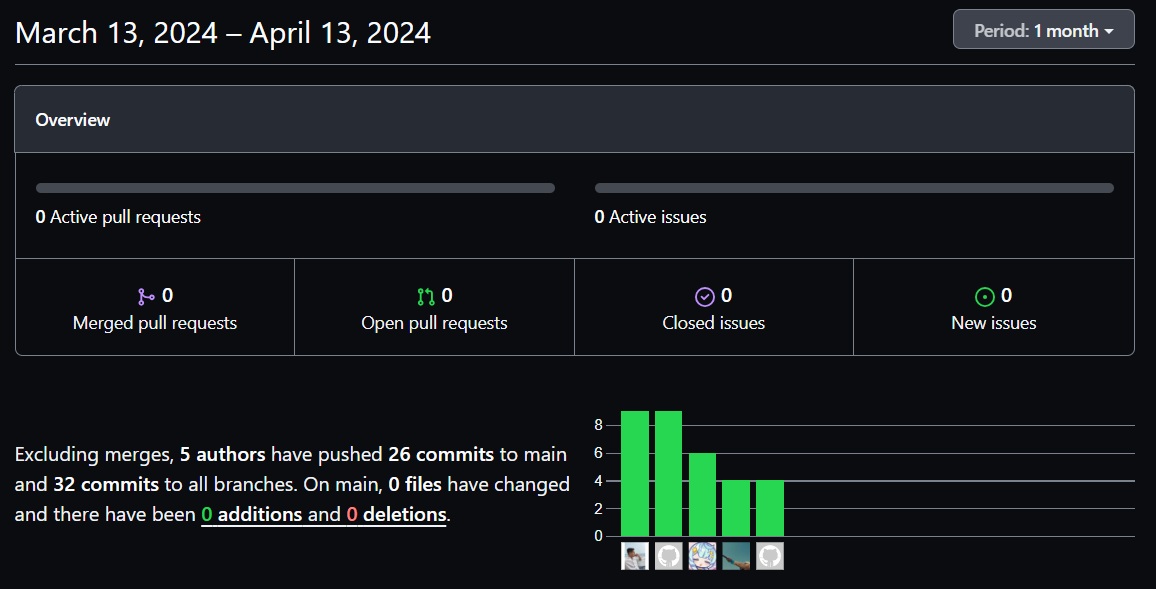 March 13, 2024 – April 13, 2024
Period: 1 month
Overview
0 Active pull requests
0 Active issues
0
Merged pull requests
0
Open pull requests
0
Closed issues
0
New issues
Excluding merges, 5 authors have pushed 26 commits to main
and 32 commits to all branches. On main, 0 files have changed
and there have been 0 additions and 0 deletions.
8
6
4
2
0